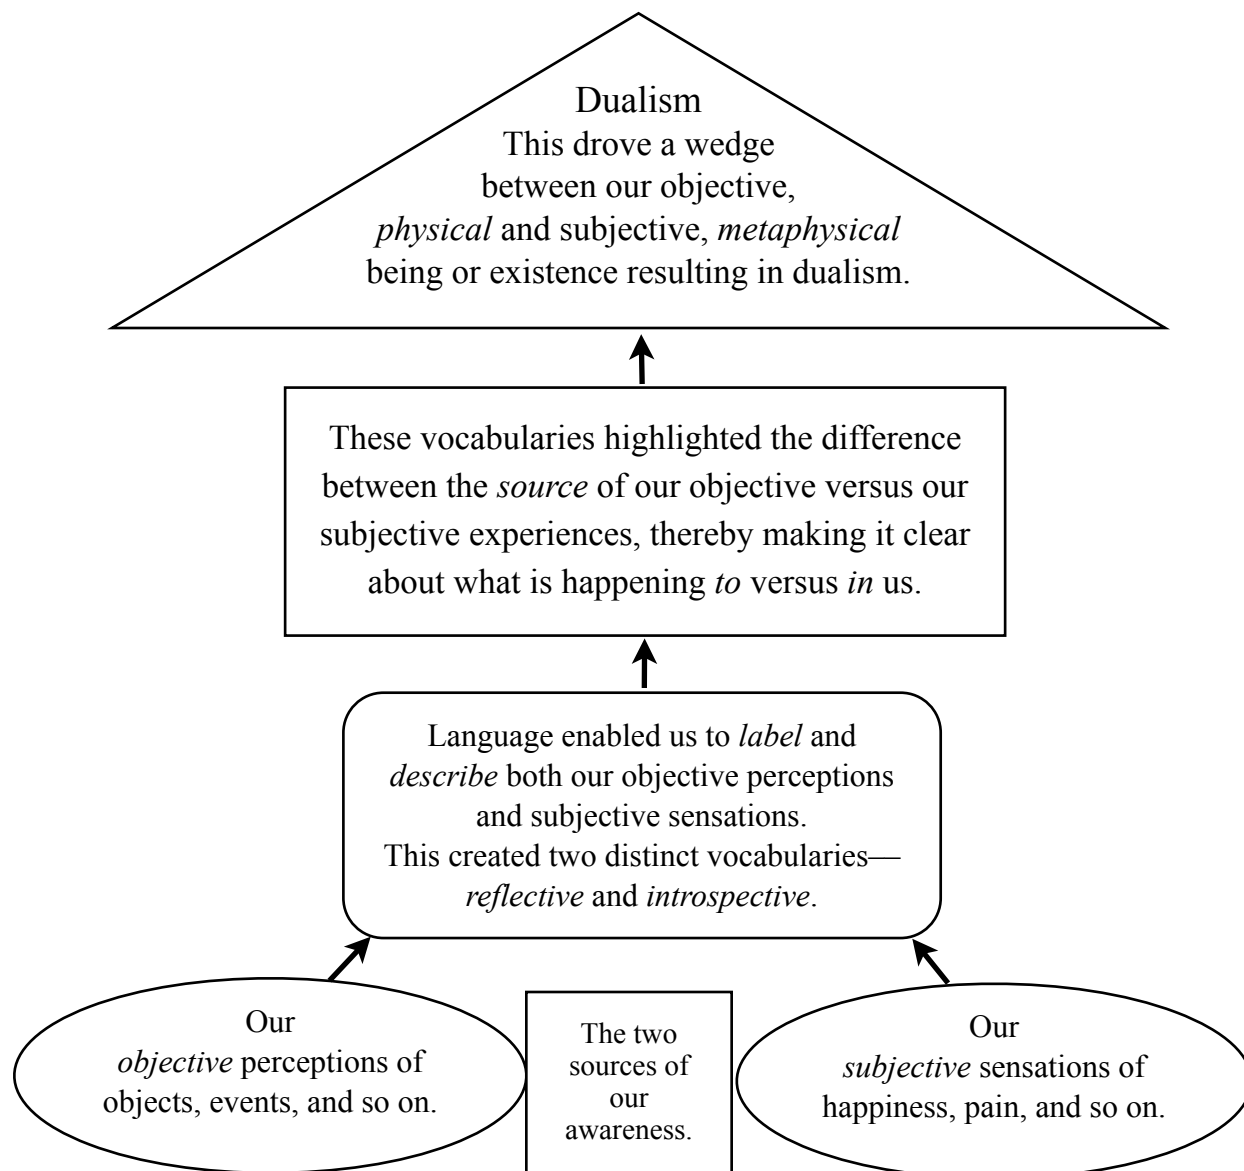 Dualism
This drove a wedge
between our objective,
physical and subjective, metaphysical
being or existence resulting in dualism.
These vocabularies highlighted the difference
between the source of our objective versus our
subjective experiences, thereby making it clear
about what is happening to versus in us.
Language enabled us to label and
describe both our objective perceptions
and subjective sensations.
This created two distinct vocabularies—
reflective and introspective.
Our
objective perceptions of
objects, events, and so on.
The two
sources of
our
awareness.
Our
subjective sensations of
happiness, pain, and so on.